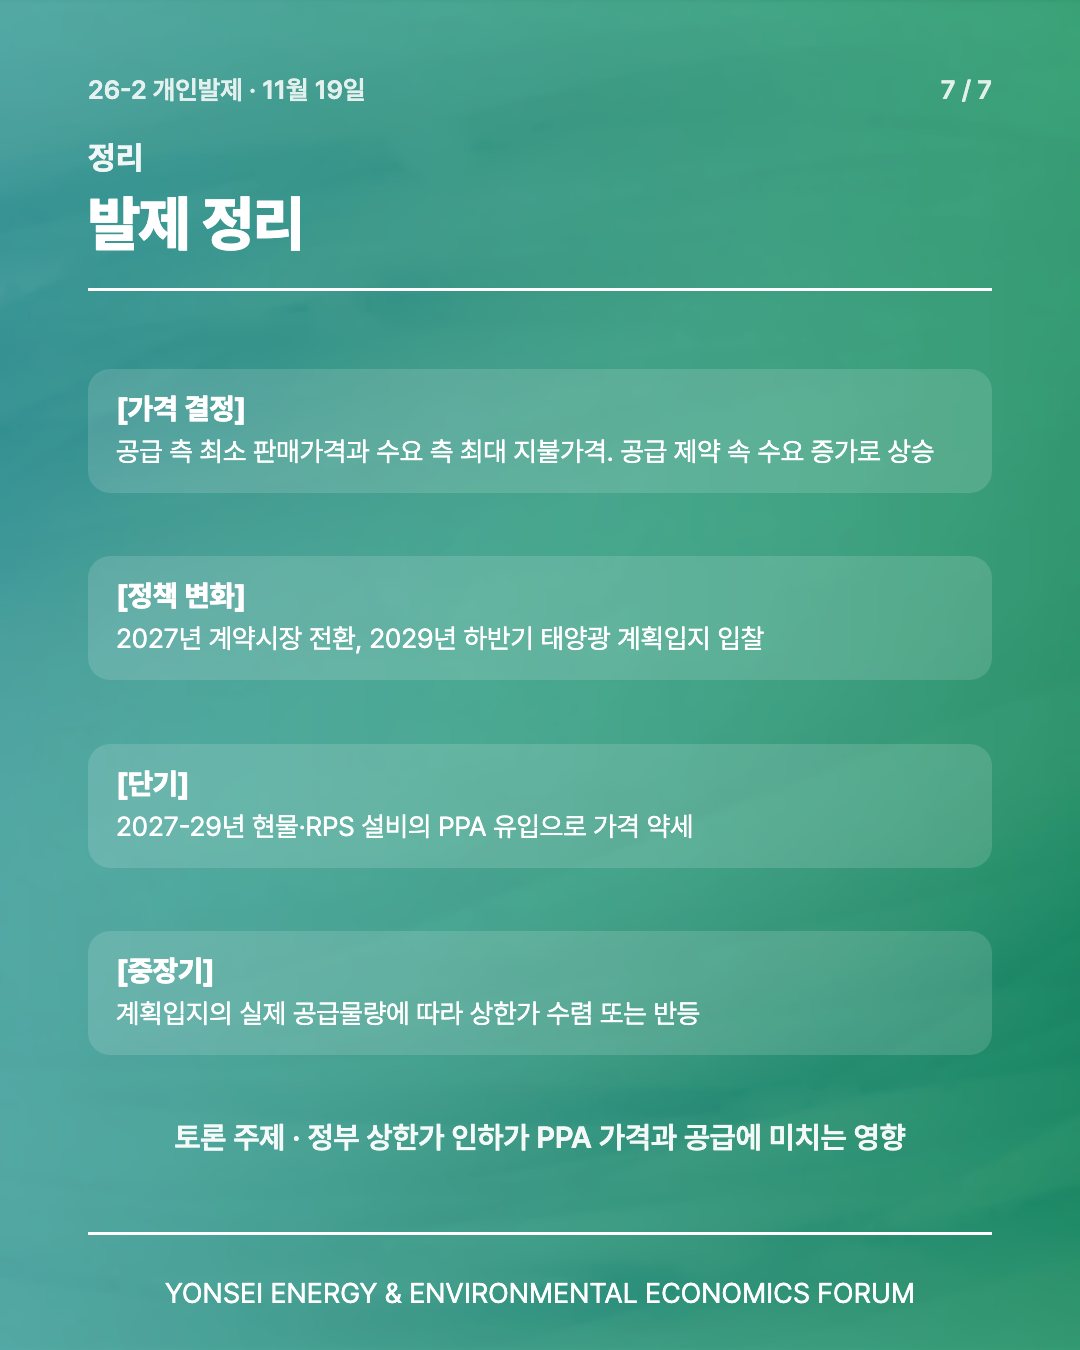 26-2 개인발제 · 11월 19일
7 / 7
정리
발제 정리
[가격 결정]
공급 측 최소 판매가격과 수요 측 최대 지불가격. 공급 제약 속 수요 증가로 상승
[정책 변화]
2027년 계약시장 전환, 2029년 하반기 태양광 계획입지 입찰
[단기]
2027-29년 현물·RPS 설비의 PPA 유입으로 가격 약세
[중장기]
계획입지의 실제 공급물량에 따라 상한가 수렴 또는 반등
토론 주제 · 정부 상한가 인하가 PPA 가격과 공급에 미치는 영향
YONSEI ENERGY & ENVIRONMENTAL ECONOMICS FORUM